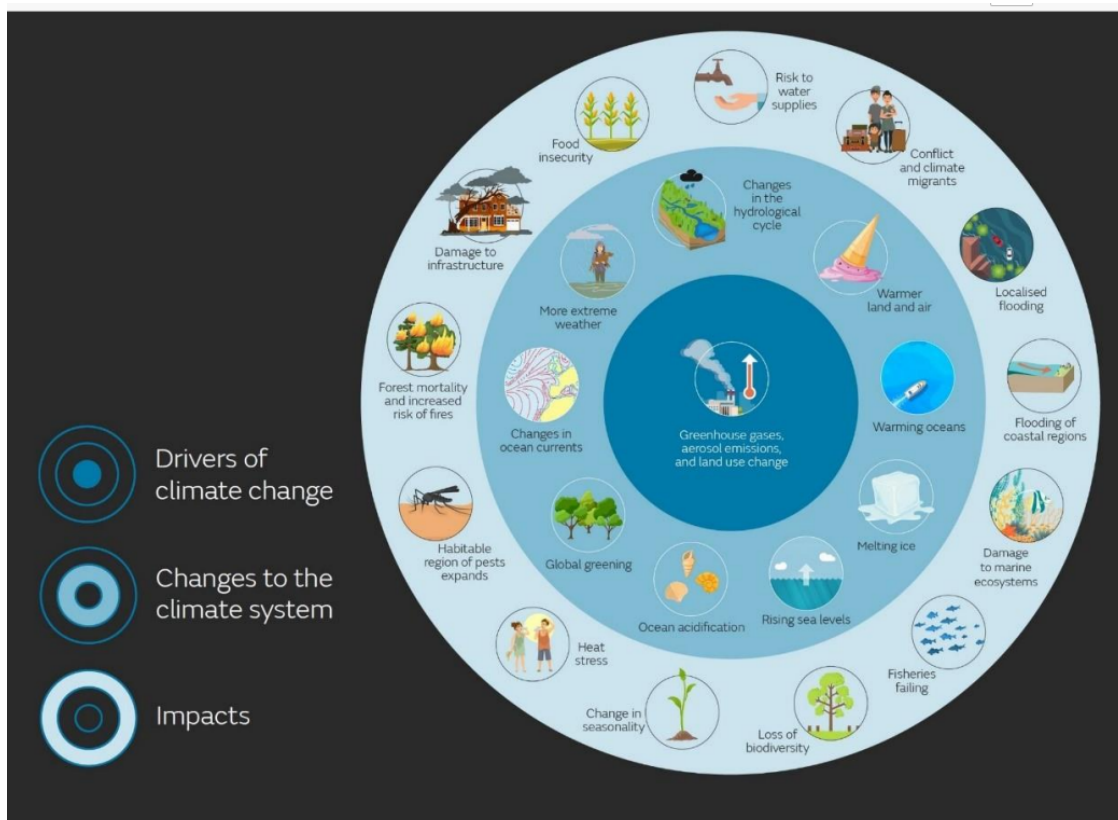 Risk to
water
supplies
Conflict
and climate
migrants
Localised
flooding
Flooding of
coastal regions
Damage
to marine
ecosystems
Fisheries
failing
Loss of
biodiversity
Change in
seasonality
Heat
stress
Habitable
region of pests
expands
Forest mortality
and increased
risk of fires
Damage to
infrastructure
Food
insecurity
Changes
in the
hydrological
cycle
Warmer
land and air
Warming oceans
Melting ice
Rising sea levels
Ocean acidification
Global greening
Changes in
ocean currents
More extreme
weather
Greenhouse gases,
aerosol emissions,
and land use change
Drivers of
climate change
Changes to the
climate system
Impacts